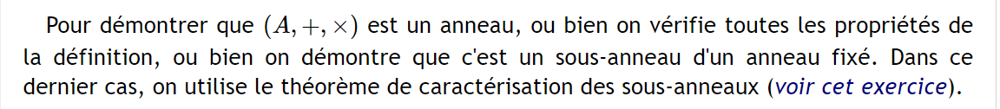 Pour démontrer que (A, +, ×) est un anneau, ou bien on vérifie toutes les propriétés de
la définition, ou bien on démontre que c'est un sous-anneau d'un anneau fixé. Dans ce
dernier cas, on utilise le théorème de caractérisation des sous-anneaux (voir cet exercice).